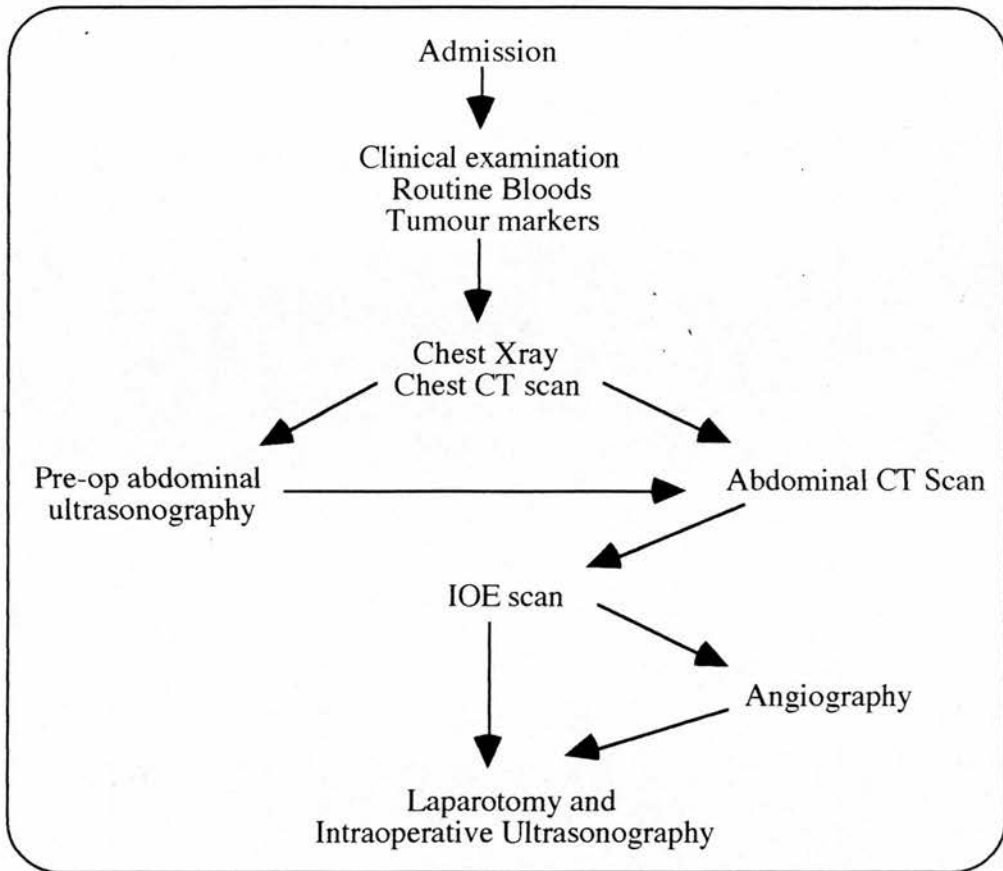 Admission
Clinical examination
Routine Bloods
Tumour markers
Chest Xray
Chest CT scan
Pre-op abdominal
ultrasonography
Abdominal CT Scan
IOE scan
Angiography
Laparotomy and
Intraoperative Ultrasonography